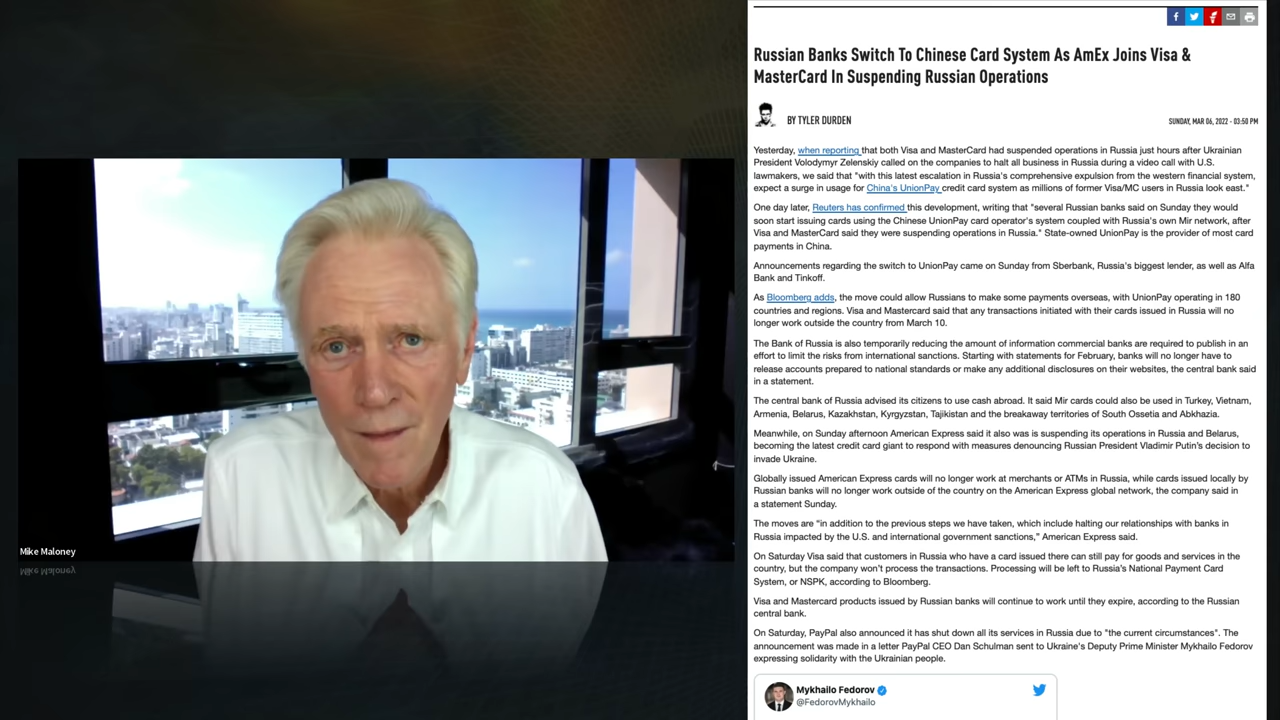 Russian Banks Switch To Chinese Card System As AmEx Joins Visa &
MasterCard In Suspending Russian Operations
BY TYLER DURDEN
SUNDAY, MAR 06, 2022 - 03:50 PM
Yesterday, when reporting that both Visa and MasterCard had suspended operations in Russia just hours after Ukrainian
President Volodymyr Zelenskiy called on the companies to halt all business in Russia during a video call with U.S.
lawmakers, we said that "with this latest escalation in Russia's comprehensive expulsion from the western financial system,
expect a surge in usage for China's UnionPay credit card system as millions of former Visa/MC users in Russia look east."
One day later, Reuters has confirmed this development, writing that "several Russian banks said on Sunday they would
soon start issuing cards using the Chinese UnionPay card operator's system coupled with Russia's own Mir network, after
Visa and MasterCard said they were suspending operations in Russia." State-owned UnionPay is the provider of most card
payments in China.
Announcements regarding the switch to UnionPay came on Sunday from Sberbank, Russia's biggest lender, as well as Alfa
Bank and Tinkoff.
As Bloomberg adds, the move could allow Russians to make some payments overseas, with UnionPay operating in 180
countries and regions. Visa and Mastercard said that any transactions initiated with their cards issued in Russia will no
longer work outside the country from March 10.
The Bank of Russia is also temporarily reducing the amount of information commercial banks are required to publish in an
effort to limit the risks from international sanctions. Starting with statements for February, banks will no longer have to
release accounts prepared to national standards or make any additional disclosures on their websites, the central bank said
in a statement.
The central bank of Russia advised its citizens to use cash abroad. It said Mir cards could also be used in Turkey, Vietnam,
Armenia, Belarus, Kazakhstan, Kyrgyzstan, Tajikistan and the breakaway territories of South Ossetia and Abkhazia.
Meanwhile, on Sunday afternoon American Express said it also was is suspending its operations in Russia and Belarus,
becoming the latest credit card giant to respond with measures denouncing Russian President Vladimir Putin's decision to
invade Ukraine.
Globally issued American Express cards will no longer work at merchants or ATMs in Russia, while cards issued locally by
Russian banks will no longer work outside of the country on the American Express global network, the company said in
a statement Sunday.
The moves are “in addition to the previous steps we have taken, which include halting our relationships with banks in
Russia impacted by the U.S. and international government sanctions,” American Express said.
On Saturday Visa said that customers in Russia who have a card issued there can still pay for goods and services in the
country, but the company won’t process the transactions. Processing will be left to Russia’s National Payment Card
System, or NSPK, according to Bloomberg.
Visa and Mastercard products issued by Russian banks will continue to work until they expire, according to the Russian
central bank.
On Saturday, PayPal also announced it has shut down all its services in Russia due to "the current circumstances". The
announcement was made in a letter PayPal CEO Dan Schulman sent to Ukraine's Deputy Prime Minister Mykhailo Fedorov
expressing solidarity with the Ukrainian people.
Mykhailo Fedorov
@FedorovMykhailo
Mike Maloney